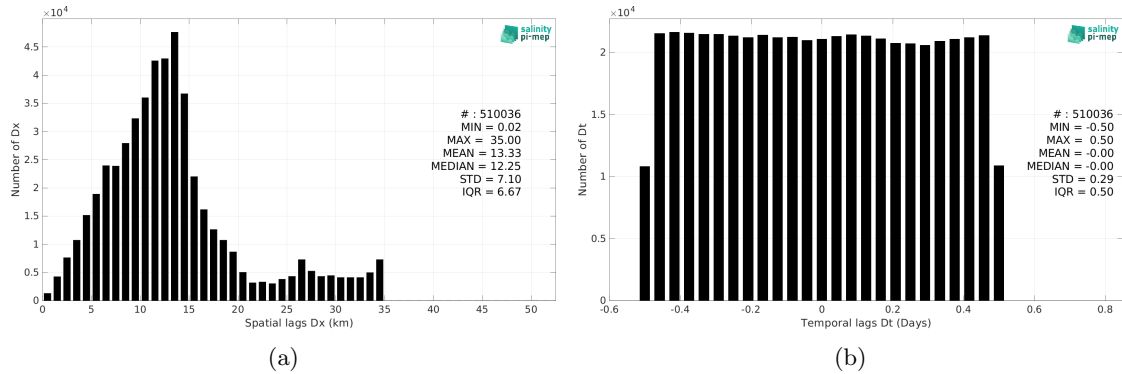 ×10⁴
4.5
4
3.5
3
2.5
2
1.5
1
0.5
0
Number of Dx
salinity
pi-mep
# : 510036
MIN = 0.02
MAX = 35.00
MEAN = 13.33
MEDIAN = 12.25
STD = 7.10
IQR = 6.67
0 5 10 15 20 25 30 35 40 45 50
Spatial lags Dx (km)
(a)
×10⁴
2
1.5
1
0.5
0
Number of Dt
salinity
pi-mep
# : 510036
MIN = -0.50
MAX = 0.50
MEAN = -0.00
MEDIAN = -0.00
STD = 0.29
IQR = 0.50
-0.6 -0.4 -0.2 0 0.2 0.4 0.6 0.8
Temporal lags Dt (Days)
(b)